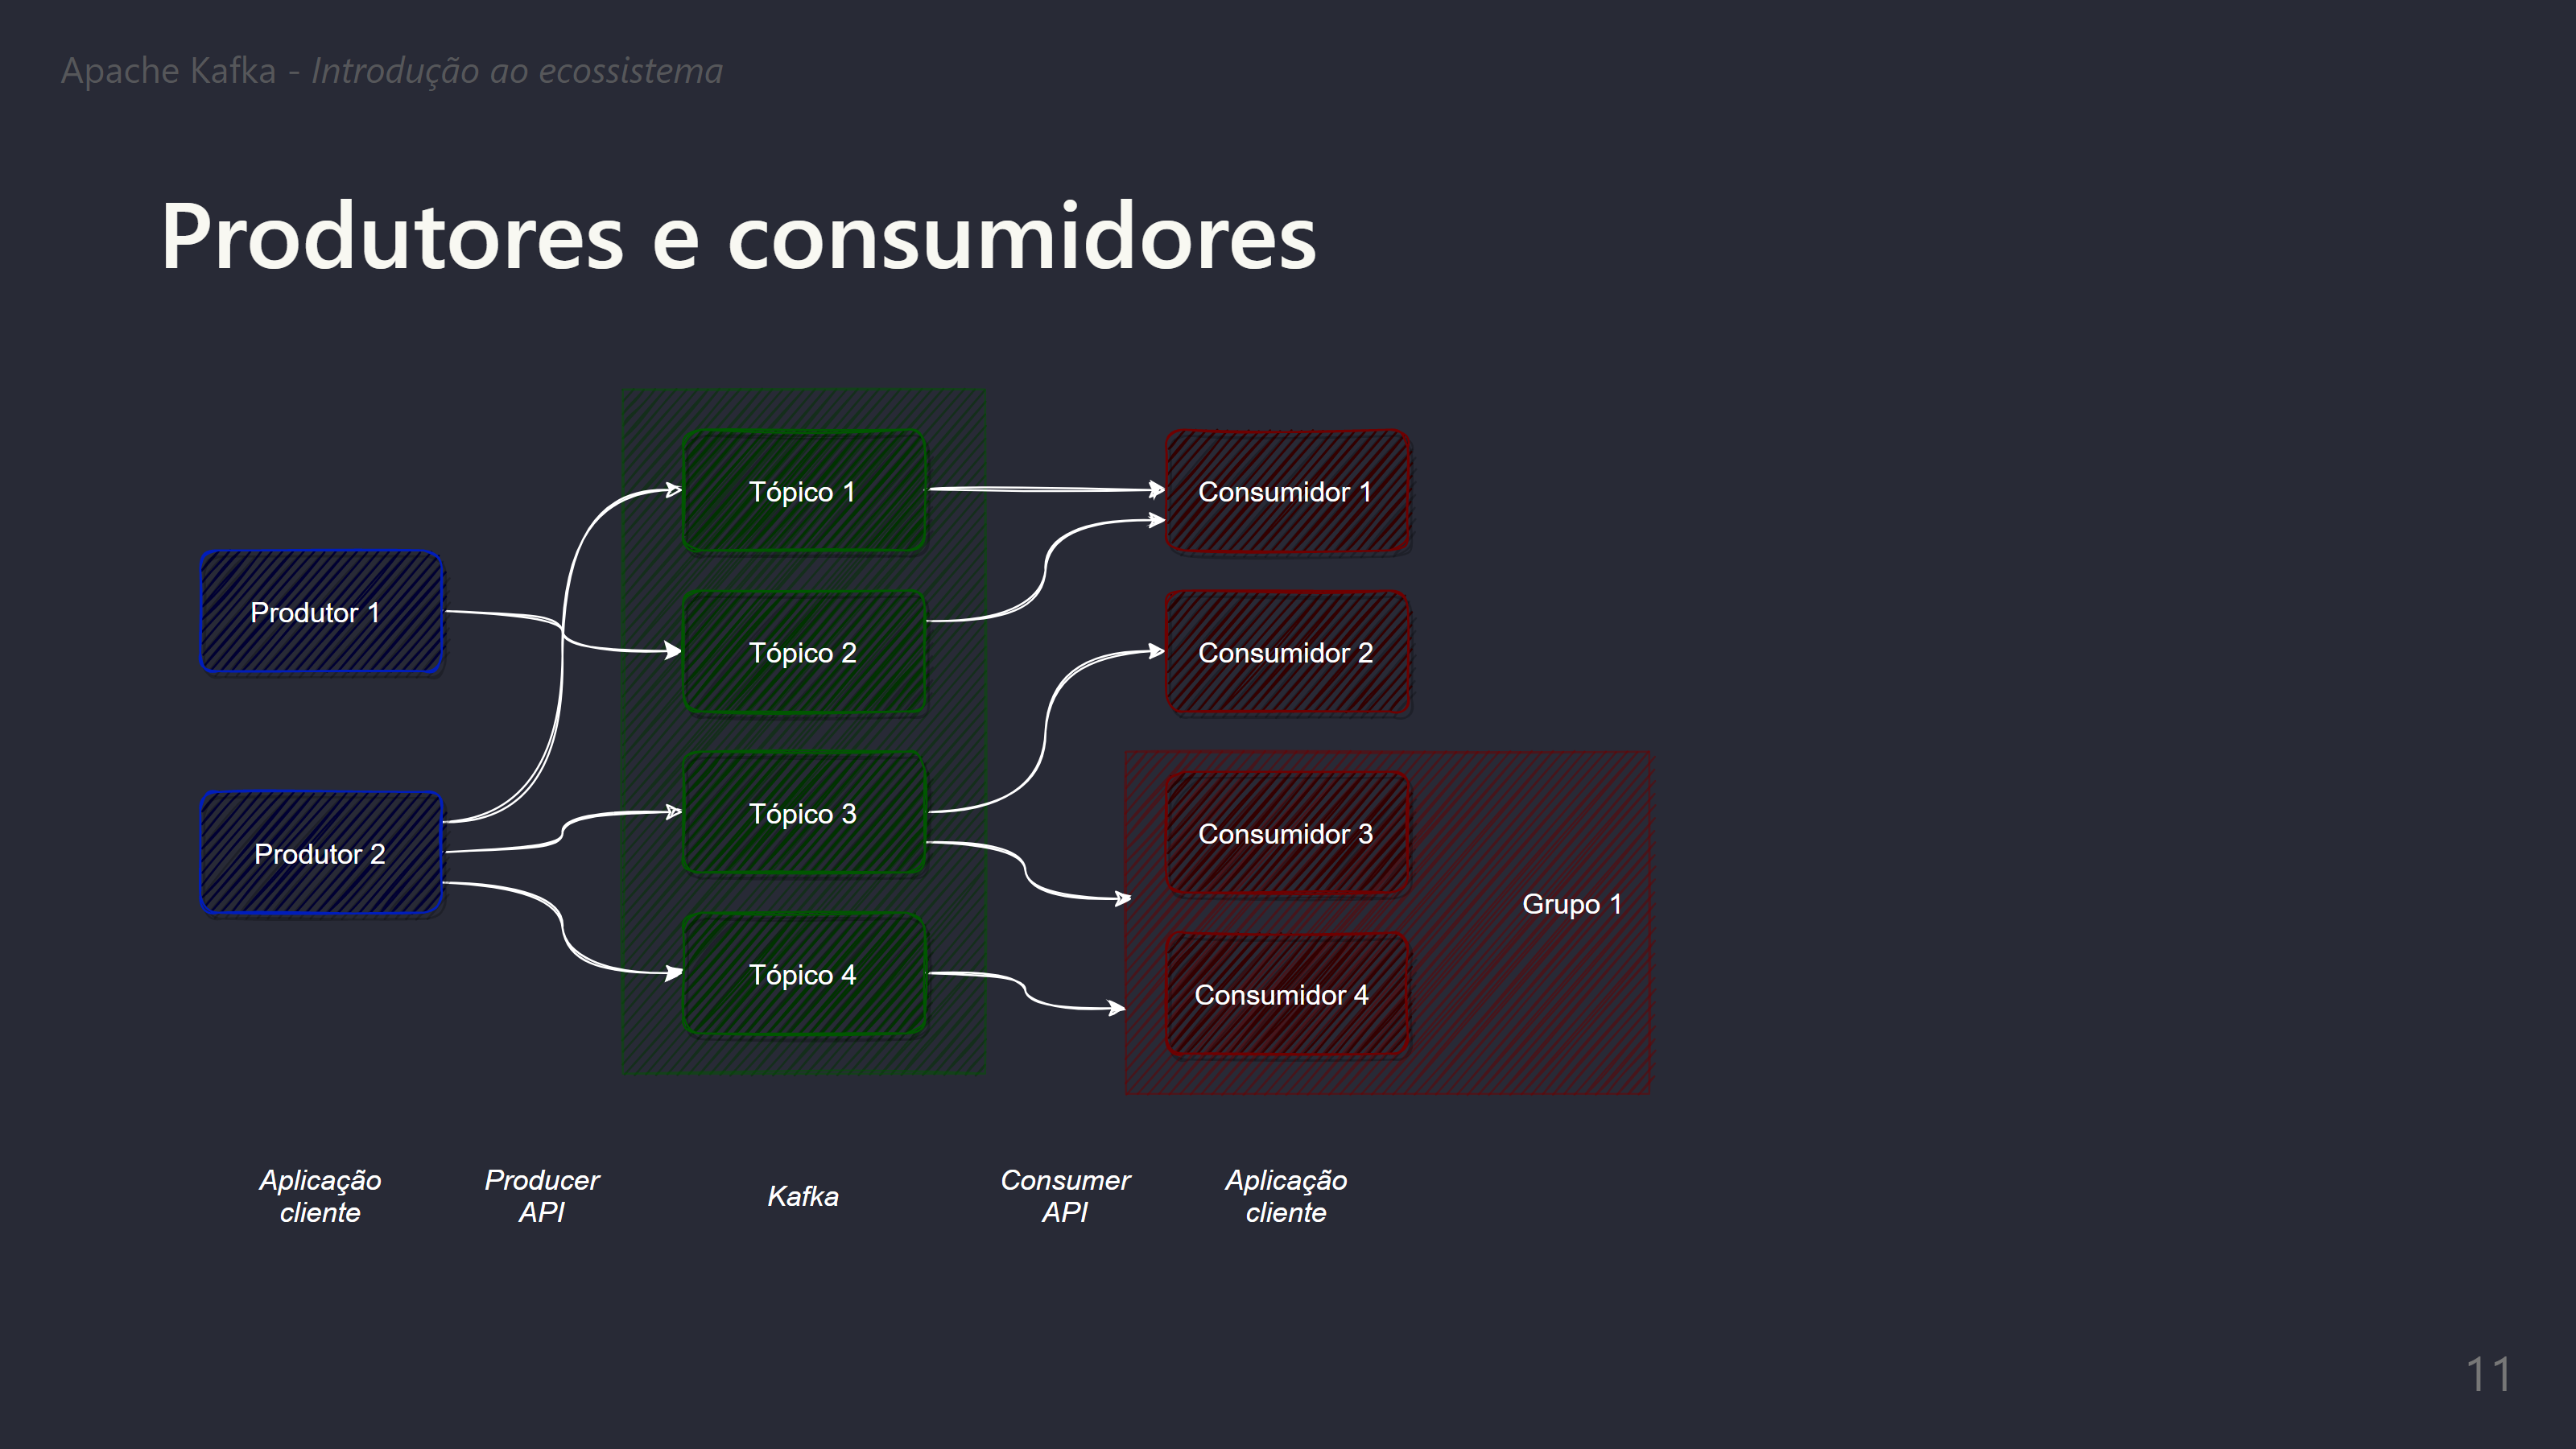 Apache Kafka - Introdução ao ecossistema
Produtores e consumidores
Produtor 1
Produtor 2
Tópico 1
Tópico 2
Tópico 3
Tópico 4
Consumidor 1
Consumidor 2
Consumidor 3
Consumidor 4
Grupo 1
Aplicação
cliente
Producer
API
Kafka
Consumer
API
Aplicação
cliente
11